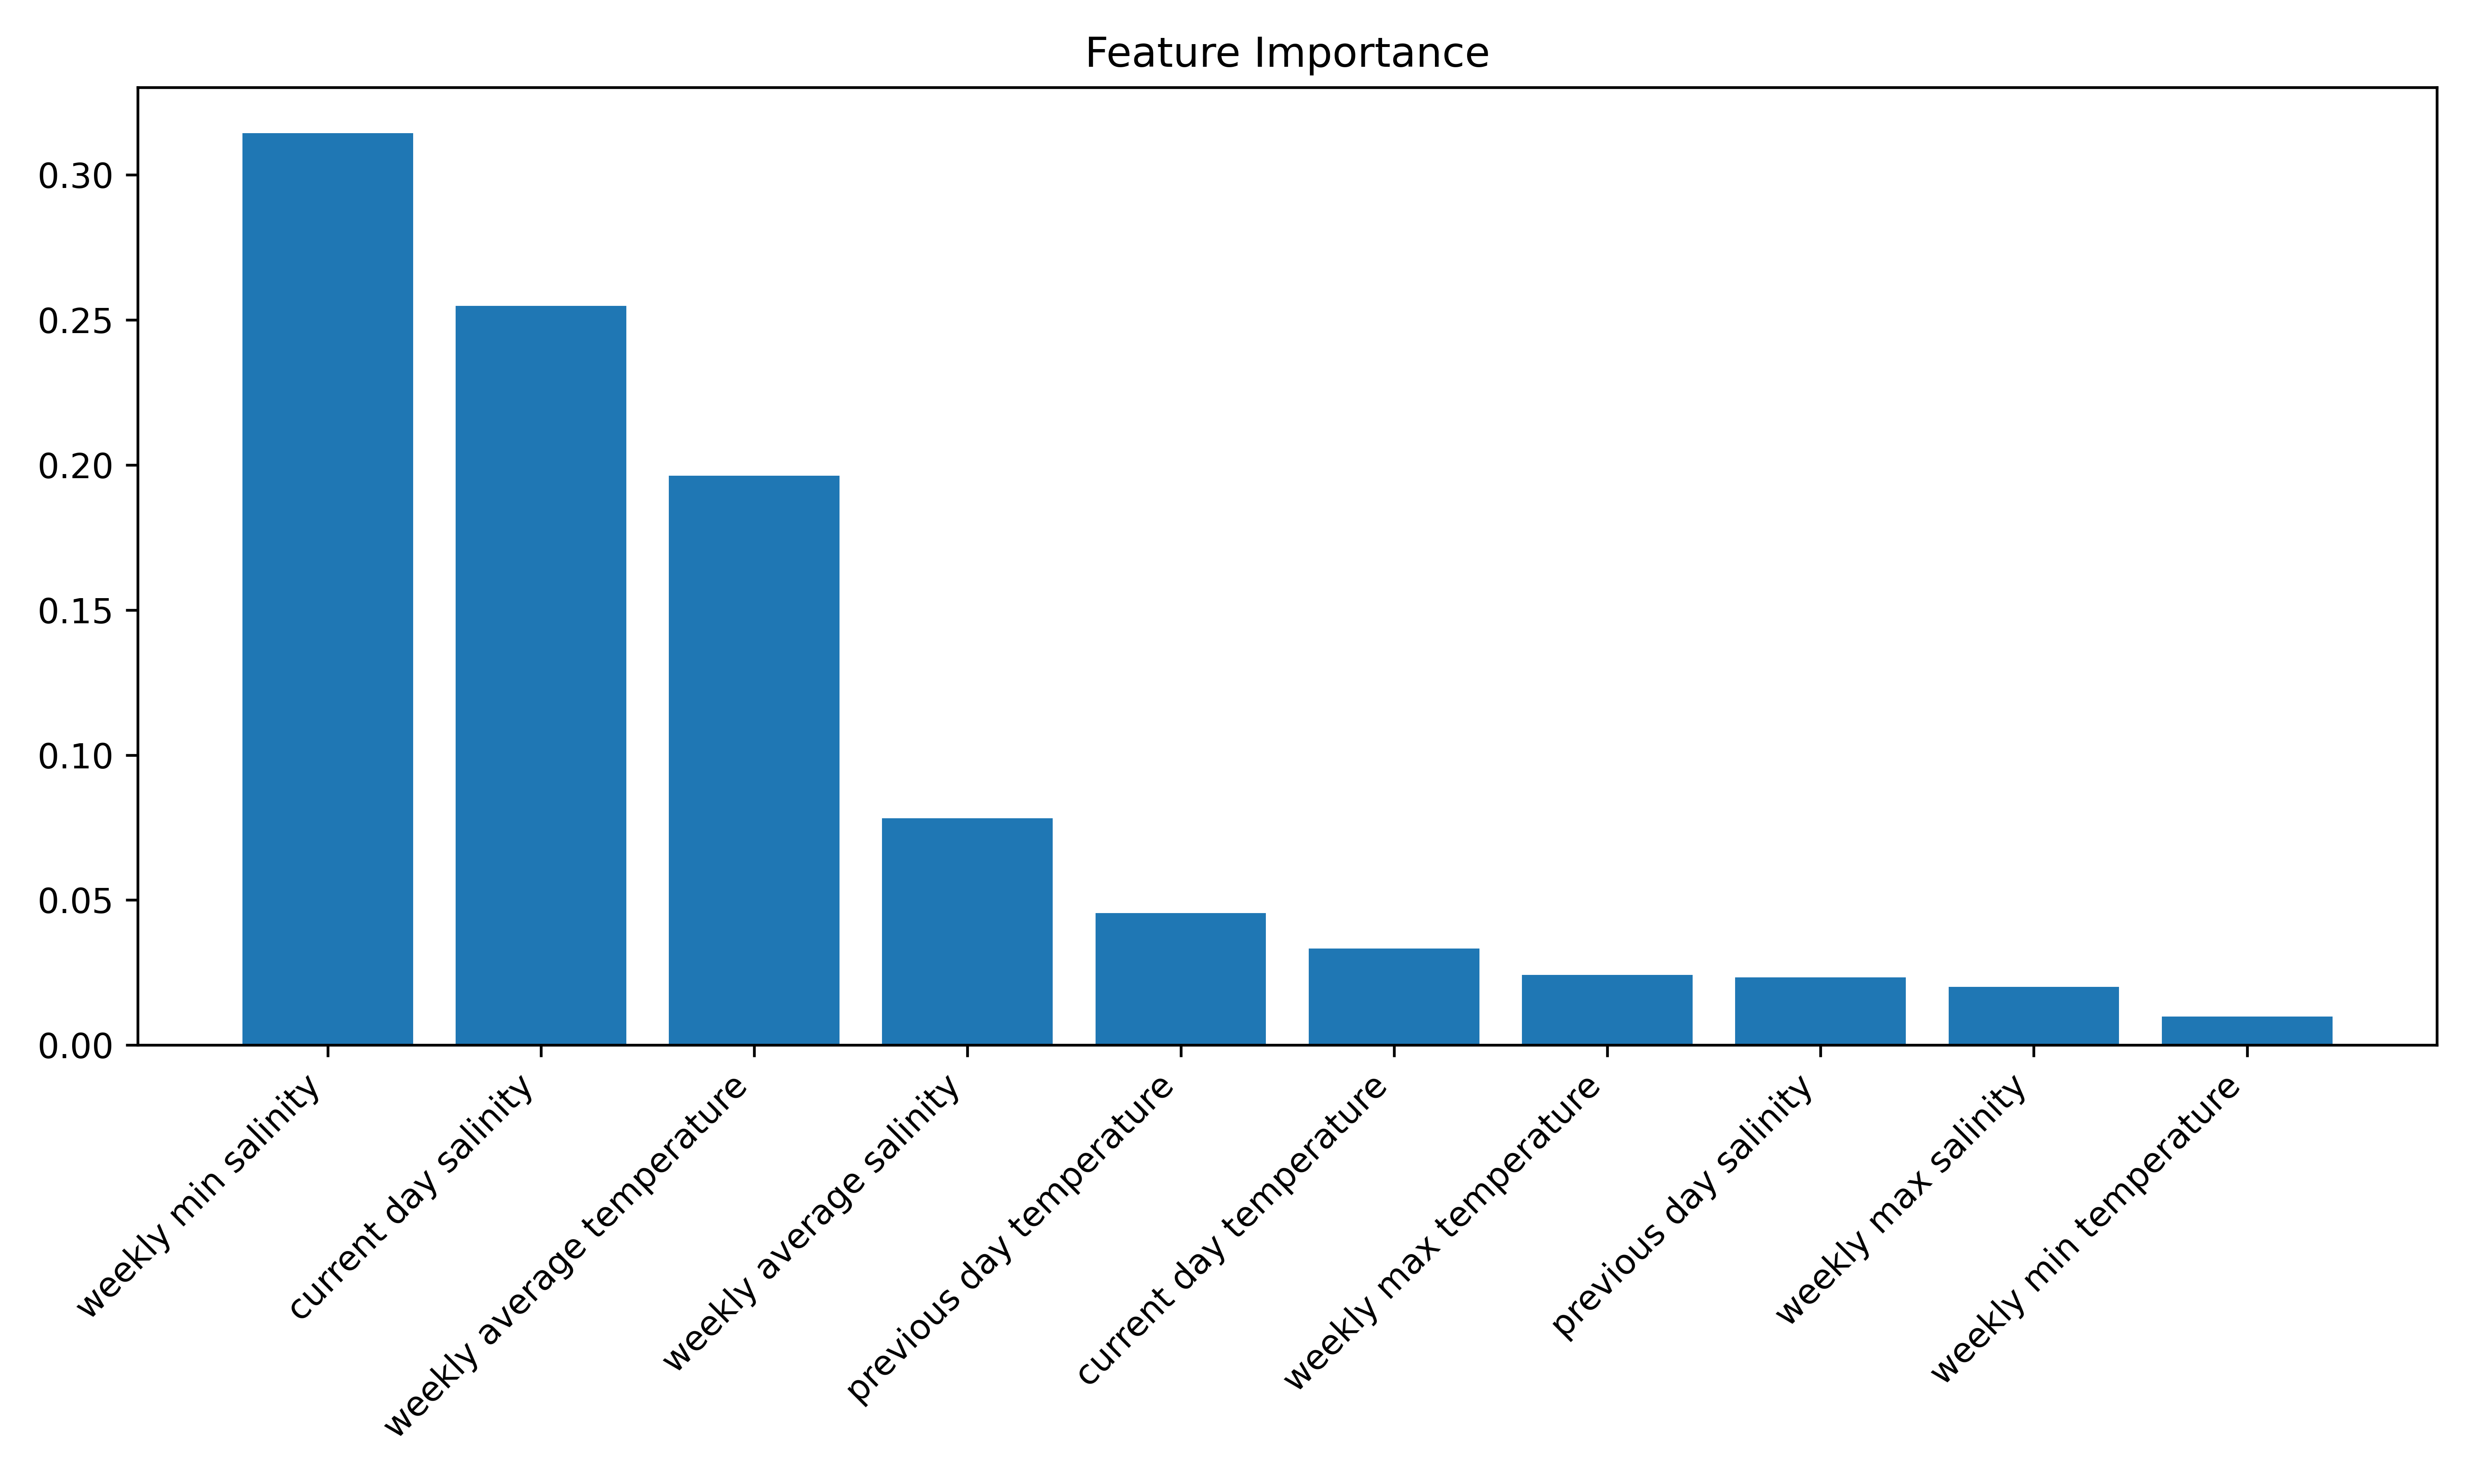 Feature Importance
0.30
0.25
0.20
0.15
0.10
0.05
0.00
weekly min salinity
current day salinity
weekly average temperature
weekly average salinity
previous day temperature
current day temperature
weekly max temperature
previous day salinity
weekly max salinity
weekly min temperature